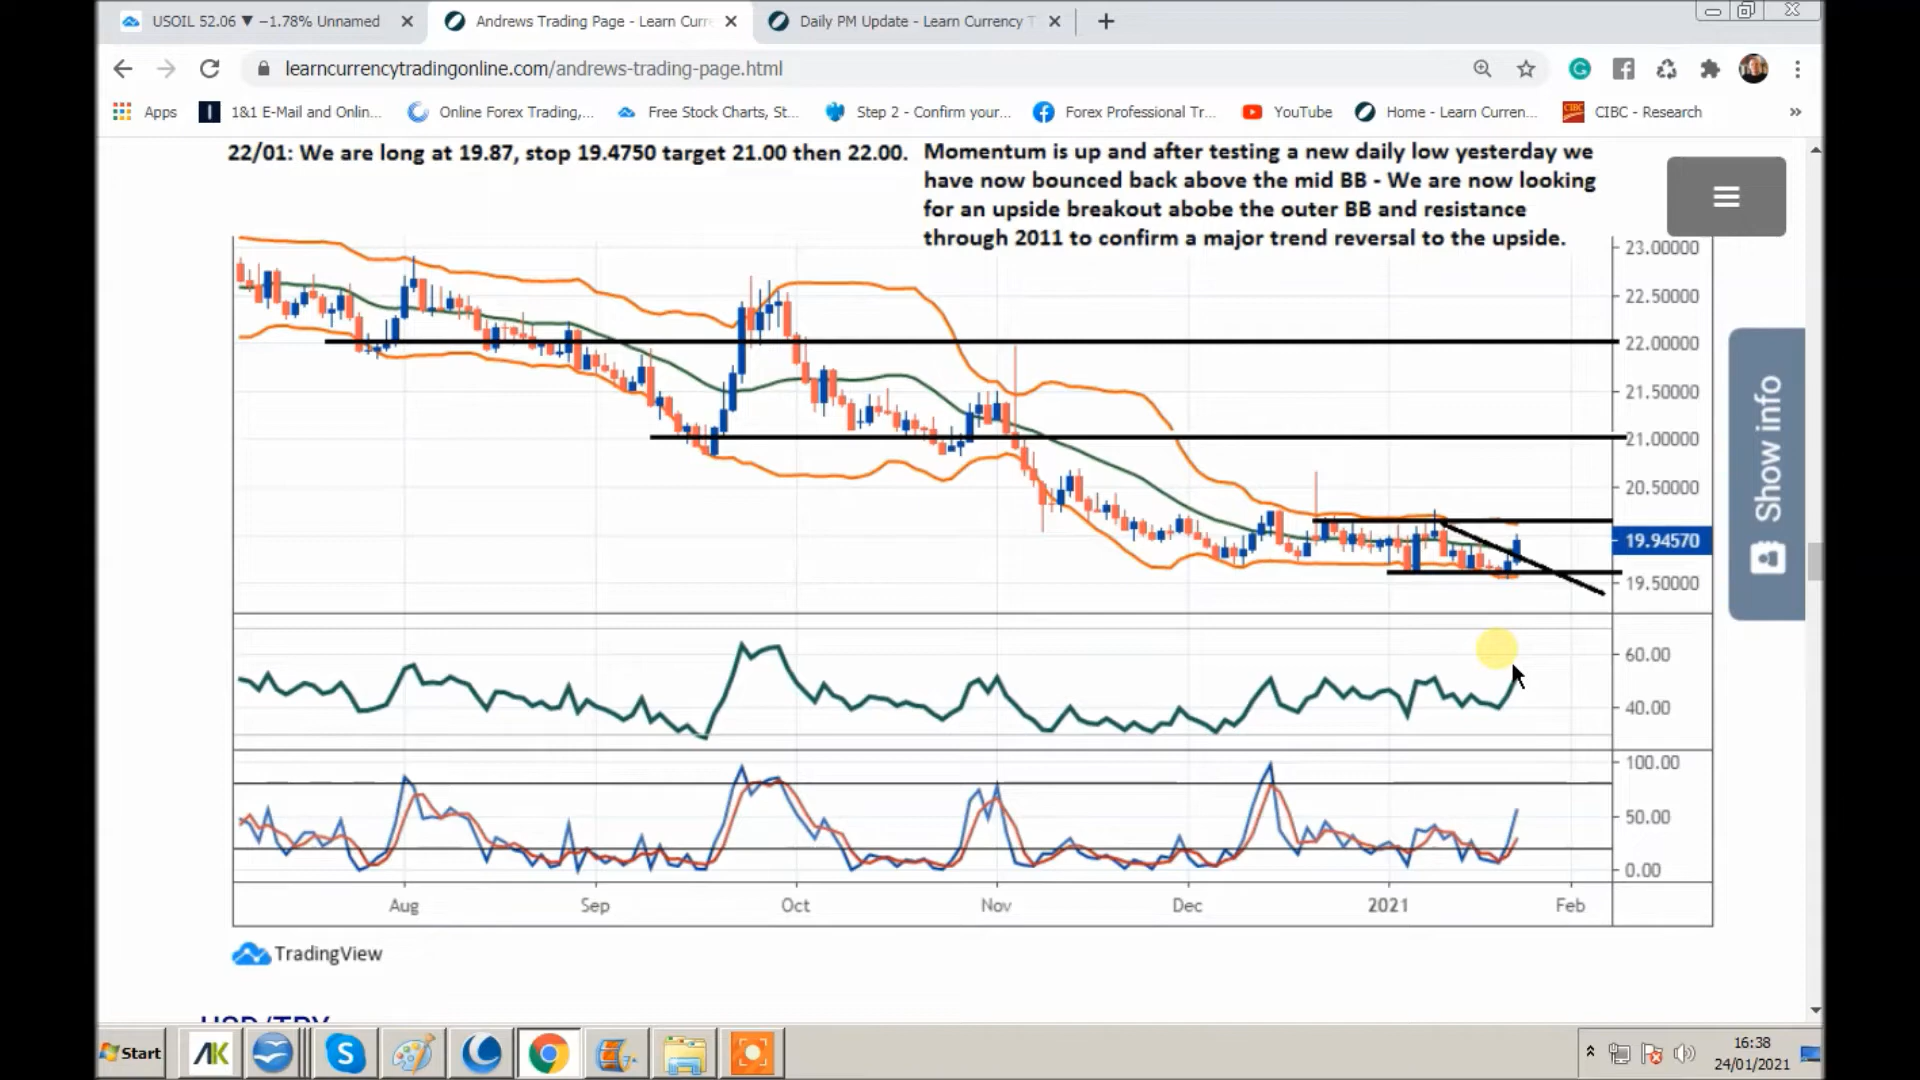 USOIL 52.06 ▼ −1.78% Unnamed
Andrews Trading Page - Learn Curr
Daily PM Update - Learn Currency T
learncurrencytradingonline.com/andrews-trading-page.html
Apps
1&1 E-Mail and Onlin...
Online Forex Trading,...
Free Stock Charts, St...
Step 2 - Confirm your...
Forex Professional Tr...
YouTube
Home - Learn Curren...
CIBC
CIBC - Research
22/01: We are long at 19.87, stop 19.4750 target 21.00 then 22.00.
Momentum is up and after testing a new daily low yesterday we
have now bounced back above the mid BB - We are now looking
for an upside breakout abobe the outer BB and resistance
through 2011 to confirm a major trend reversal to the upside.
23.00000
22.50000
22.00000
21.50000
21.00000
20.50000
19.94570
19.50000
Show info
60.00
40.00
100.00
50.00
0.00
Aug
Sep
Oct
Nov
Dec
2021
Feb
TradingView
USD/TRY
Start
AK
16:38
24/01/2021